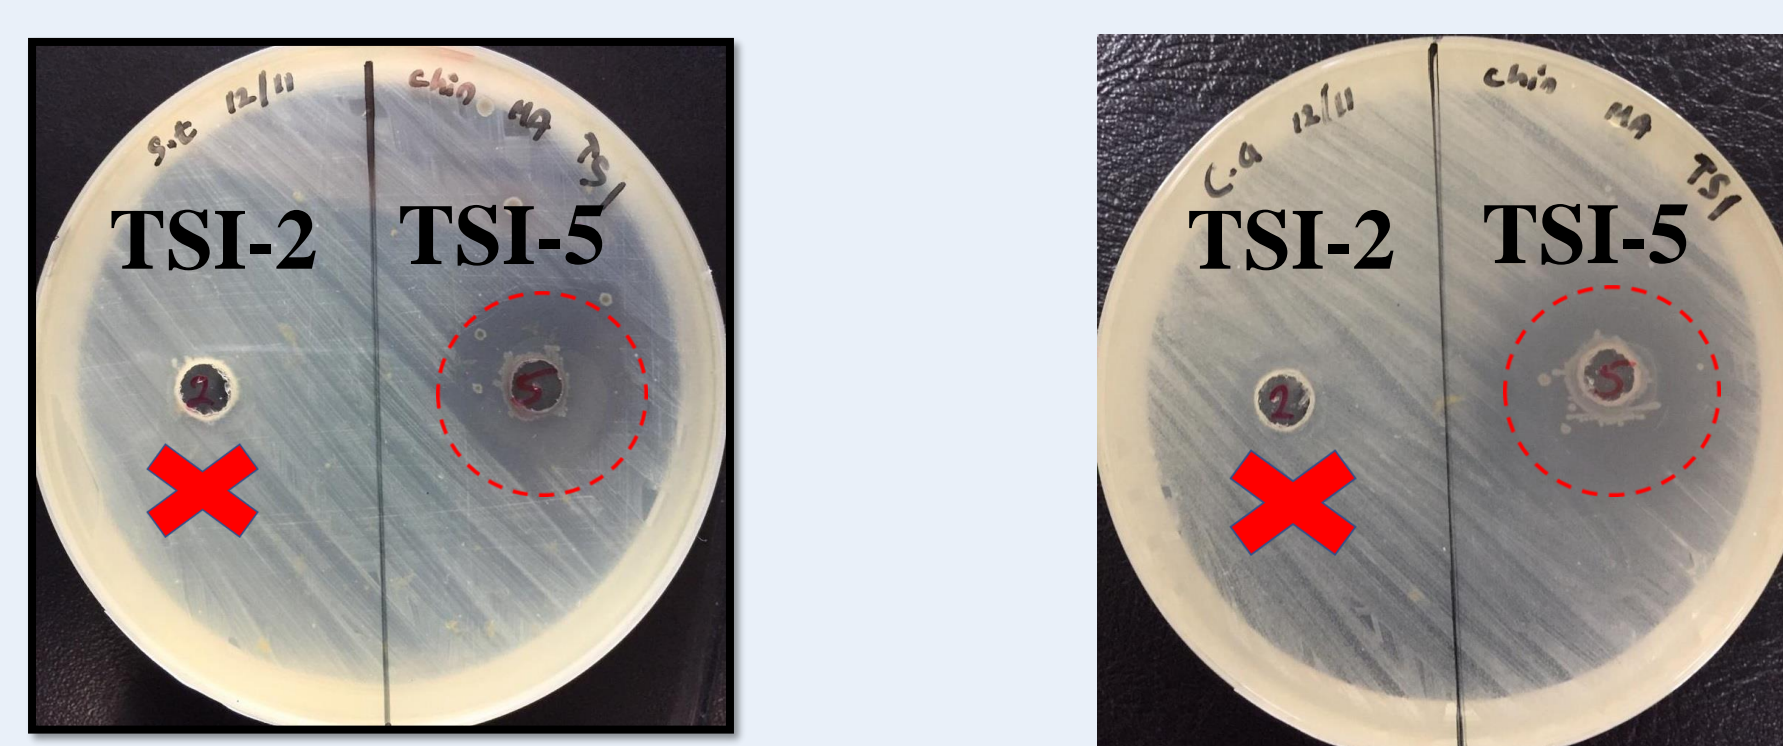 S.t 12/11 Chin MA TSI
TSI-2 TSI-5
2 5
C.a 12/11 Chin MA TSI
TSI-2 TSI-5
2 5